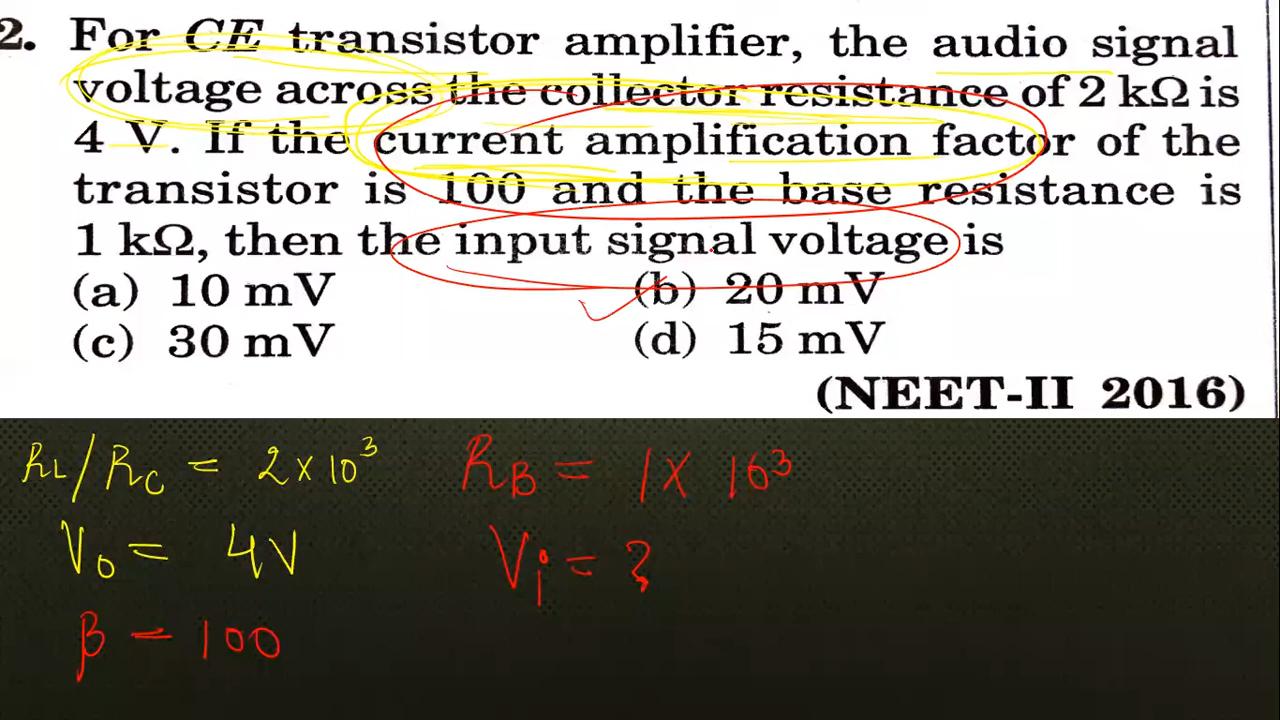 2. For CE transistor amplifier, the audio signal
voltage across the collector resistance of 2 kΩ is
4 V. If the current amplification factor of the
transistor is 100 and the base resistance is
1 kΩ, then the input signal voltage is
(a) 10 mV (b) 20 mV
(c) 30 mV (d) 15 mV
(NEET-II 2016)
RL/RC = 2 x 10³ RB = 1 x 10³
Vo = 4V Vi = ?
β = 100